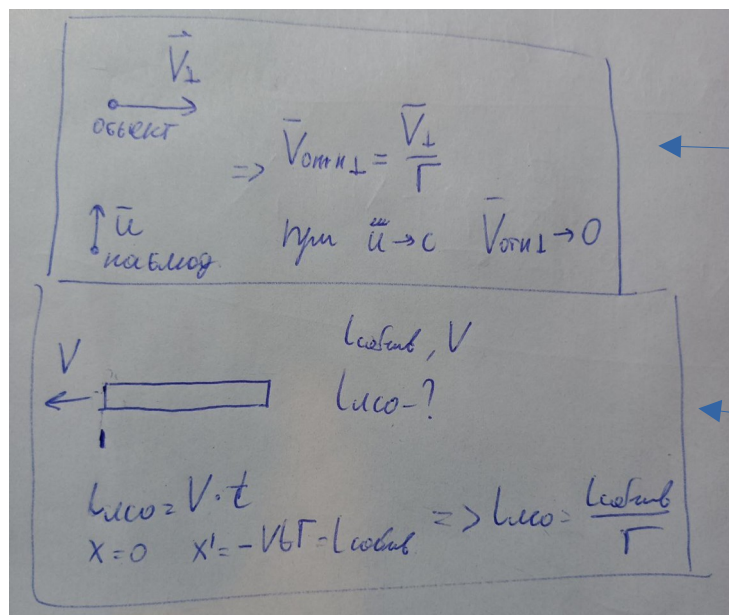 V⊥
объект
=> Vотн⊥ = V⊥/Г
u
наблюд.
при u→c Vотн⊥→0
V
Lсобств, V
Lлсо-?
Lлсо = V·t
x=0 x'=-VtГ=Lсобств => Lлсо = Lсобств/Г